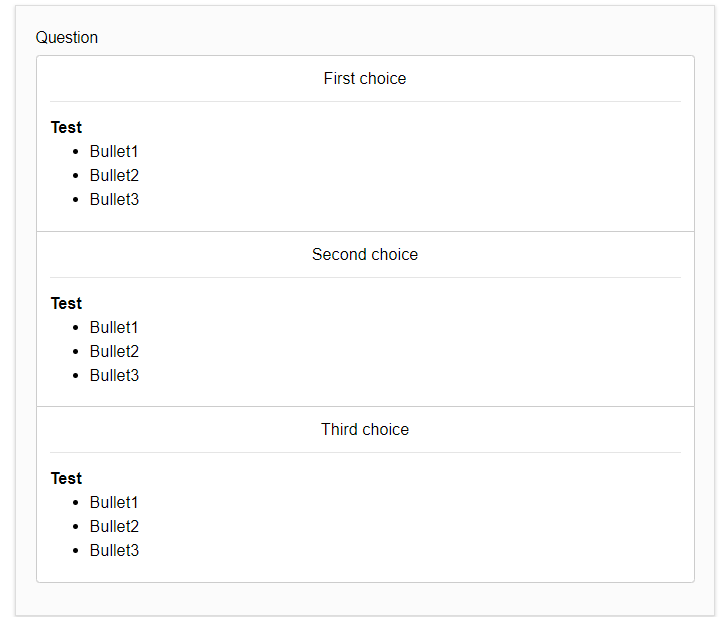 Question
First choice
Test
Bullet1
Bullet2
Bullet3
Second choice
Test
Bullet1
Bullet2
Bullet3
Third choice
Test
Bullet1
Bullet2
Bullet3